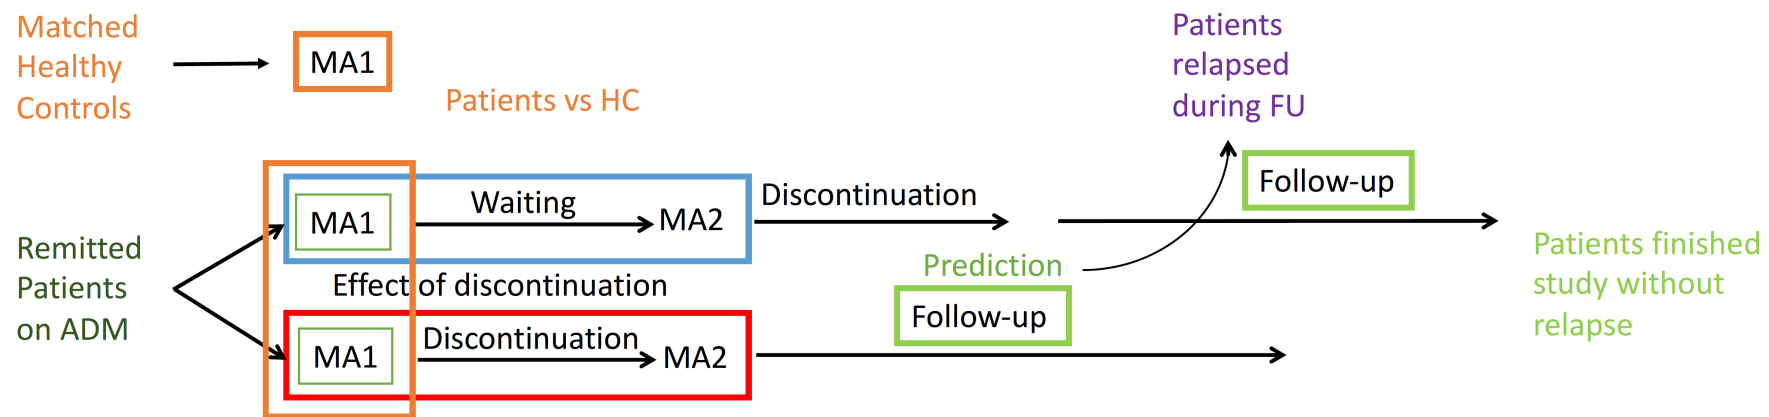 Matched
Healthy
Controls
MA1
Patients vs HC
Patients
relapsed
during FU
Remitted
Patients
on ADM
MA1
Waiting
MA2
Discontinuation
Follow-up
Effect of discontinuation
Prediction
MA1
Discontinuation
MA2
Follow-up
Patients finished
study without
relapse